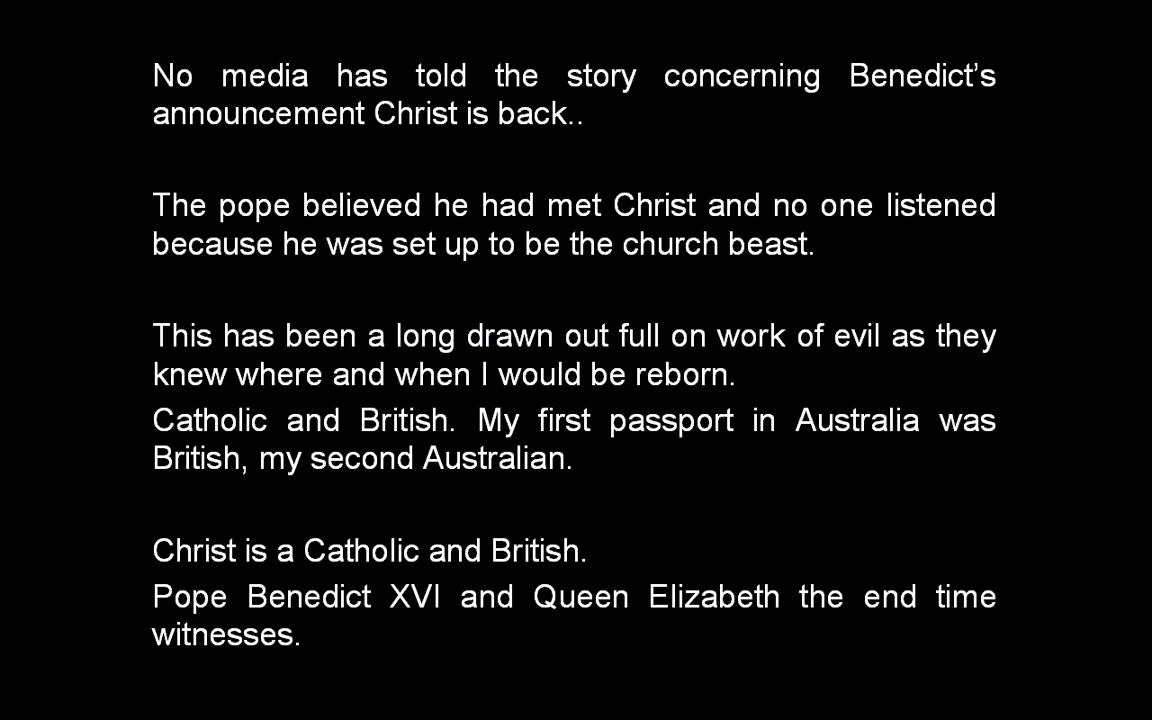 No media has told the story concerning Benedict’s
announcement Christ is back..
The pope believed he had met Christ and no one listened
because he was set up to be the church beast.
This has been a long drawn out full on work of evil as they
knew where and when I would be reborn.
Catholic and British. My first passport in Australia was
British, my second Australian.
Christ is a Catholic and British.
Pope Benedict XVI and Queen Elizabeth the end time
witnesses.